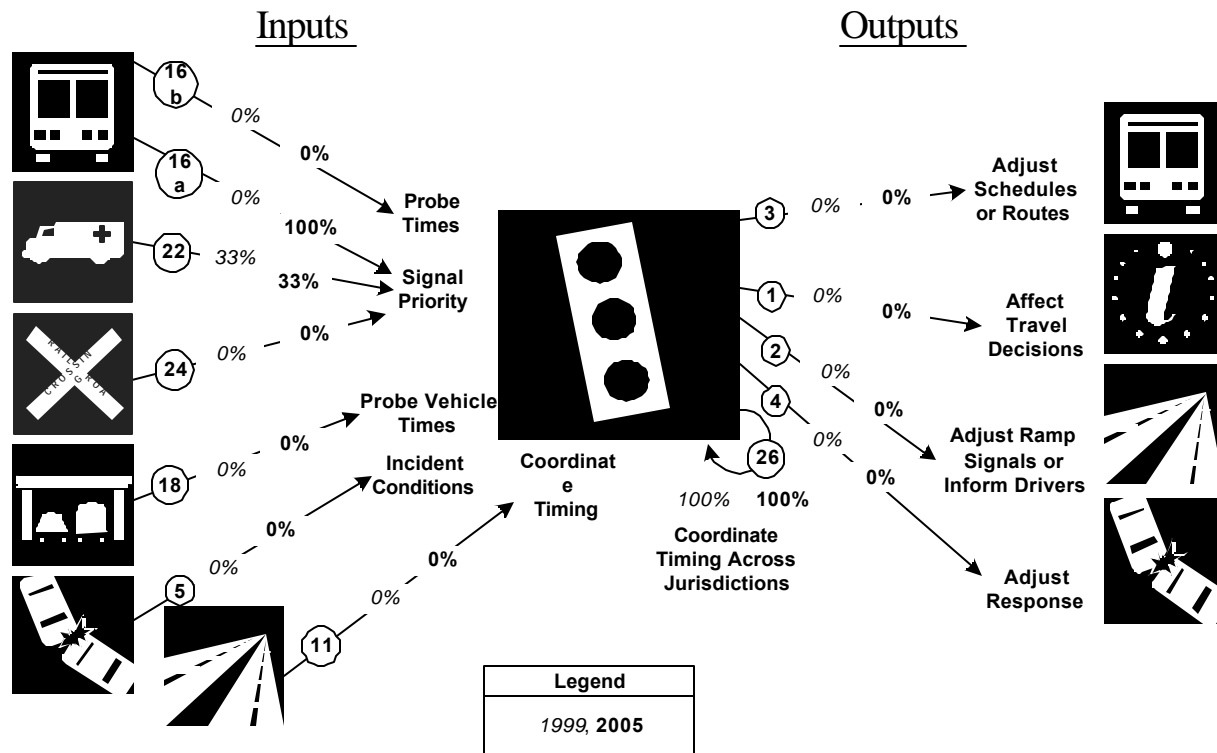 Inputs
Outputs
16
b
0%
0%
16
a
0%
100%
Probe
Times
22
33%
33%
Signal
Priority
24
0%
0%
RAIL ROA
CROSSIN
G
18
0%
0%
Probe Vehicle
Times
5
0%
0%
Incident
Conditions
11
0%
0%
Coordinat
e
Timing
26
100% 100%
Coordinate
Timing Across
Jurisdictions
3
0%
0%
Adjust
Schedules
or Routes
1
0%
0%
Affect
Travel
Decisions
2
0%
0%
Adjust Ramp
Signals or
Inform Drivers
4
0%
0%
Adjust
Response
Legend
1999, 2005